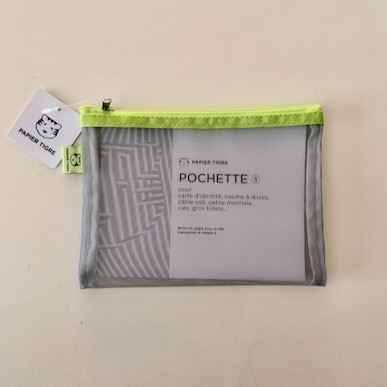 PAPIER TIGRE
PAPIER TIGRE
POCHETTE S
pour
carte d'identité, baume à lèvres,
câble usb, petite monnaie
clés, gros billets...